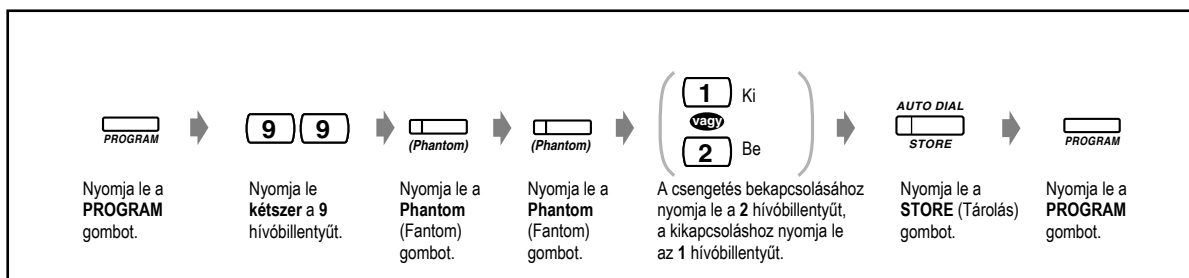 1 Ki
vagy
2 Be
PROGRAM
9 9
(Phantom)
(Phantom)
AUTO DIAL
STORE
PROGRAM
Nyomja le a
PROGRAM
gombot.
Nyomja le
kétszer a 9
hívóbillentyűt.
Nyomja le a
Phantom
(Fantom)
gombot.
Nyomja le a
Phantom
(Fantom)
gombot.
A csengetés bekapcsolásához
nyomja le a 2 hívóbillentyűt,
a kikapcsoláshoz nyomja le
az 1 hívóbillentyűt.
Nyomja le a
STORE (Tárolás)
gombot.
Nyomja le a
PROGRAM
gombot.